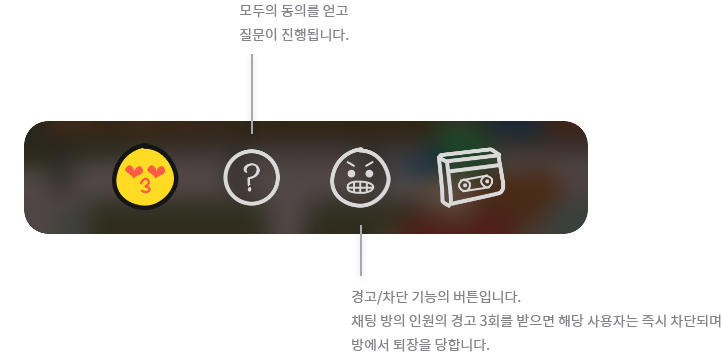 모두의 동의를 얻고
질문이 진행됩니다.
?
경고/차단 기능의 버튼입니다.
채팅 방의 인원의 경고 3회를 받으면 해당 사용자는 즉시 차단되며
방에서 퇴장을 당합니다.